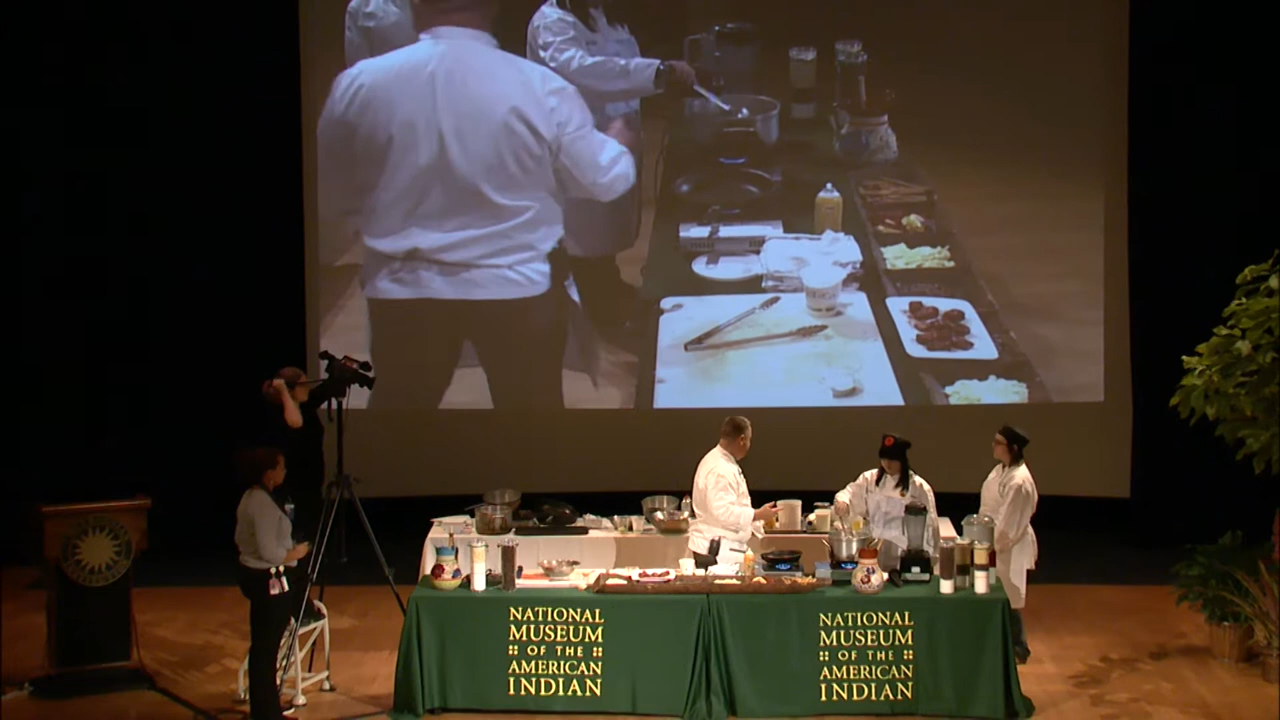 NATIONAL
MUSEUM
OF THE
AMERICAN
INDIAN
NATIONAL
MUSEUM
OF THE
AMERICAN
INDIAN